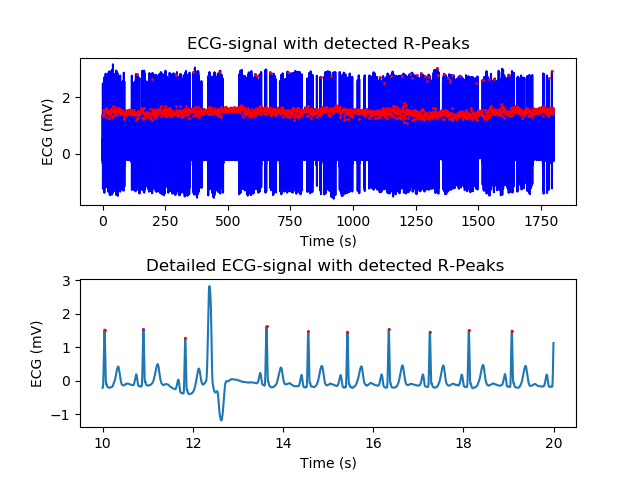 ECG-signal with detected R-Peaks
ECG (mV)
2
0
0 250 500 750 1000 1250 1500 1750
Time (s)
Detailed ECG-signal with detected R-Peaks
ECG (mV)
3
2
1
0
−1
10 12 14 16 18 20
Time (s)